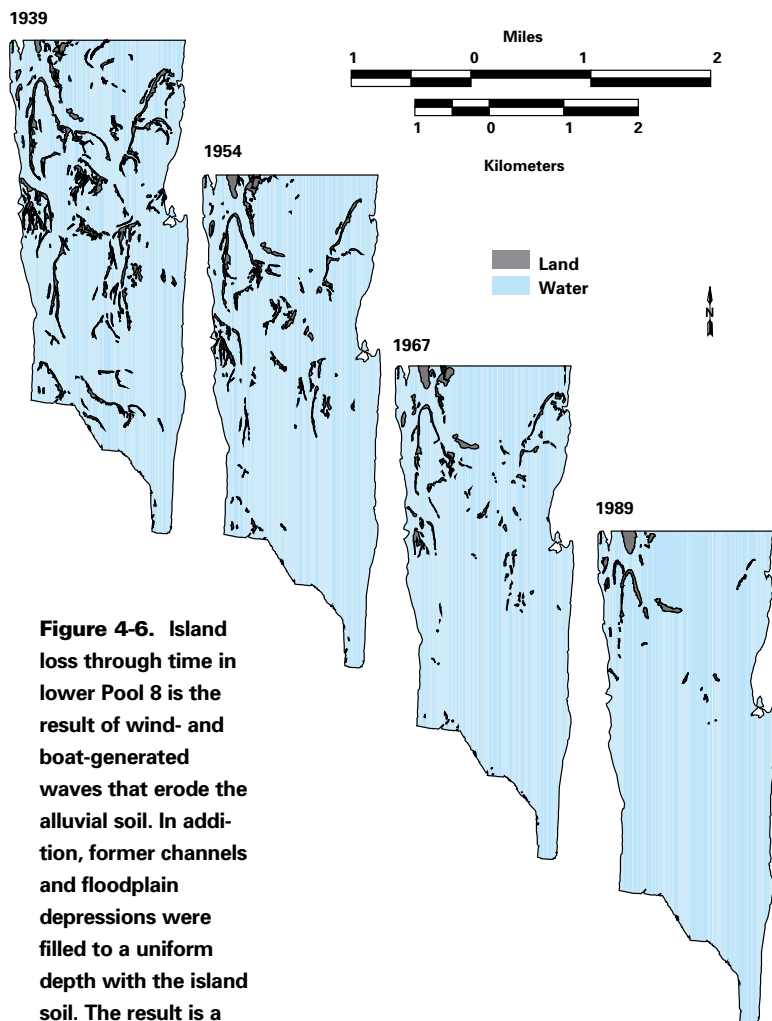 1939
Miles
1 0 1 2
1 0 1 2
Kilometers
1954
Land
Water
N
1967
1989
Figure 4-6. Island
loss through time in
lower Pool 8 is the
result of wind- and
boat-generated
waves that erode the
alluvial soil. In addi-
tion, former channels
and floodplain
depressions were
filled to a uniform
depth with the island
soil. The result is a